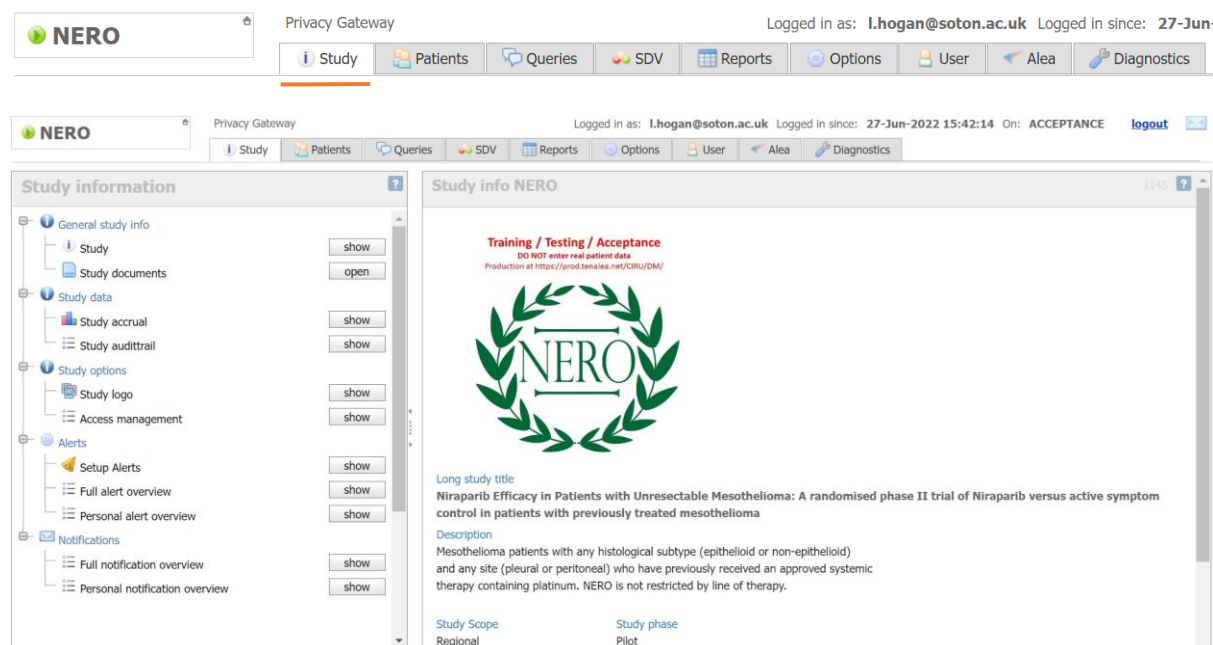 NERO
Privacy Gateway
Logged in as: l.hogan@soton.ac.uk Logged in since: 27-Jun-
Study Patients Queries SDV Reports Options User Alea Diagnostics
NERO
Privacy Gateway
Logged in as: l.hogan@soton.ac.uk Logged in since: 27-Jun-2022 15:42:14 On: ACCEPTANCE logout
Study Patients Queries SDV Reports Options User Alea Diagnostics
Study information ?
General study info
Study show
Study documents open
Study data
Study accrual show
Study audittrail show
Study options
Study logo show
Access management show
Alerts
Setup Alerts show
Full alert overview show
Personal alert overview show
Notifications
Full notification overview show
Personal notification overview show
Study info NERO 1145 ?
Training / Testing / Acceptance
DO NOT enter real patient data
Production at https://prod.tenalea.net/CIRU/DM/
NERO
Long study title
Niraparib Efficacy in Patients with Unresectable Mesothelioma: A randomised phase II trial of Niraparib versus active symptom
control in patients with previously treated mesothelioma
Description
Mesothelioma patients with any histological subtype (epithelioid or non-epithelioid)
and any site (pleural or peritoneal) who have previously received an approved systemic
therapy containing platinum. NERO is not restricted by line of therapy.
Study Scope Study phase
Regional Pilot